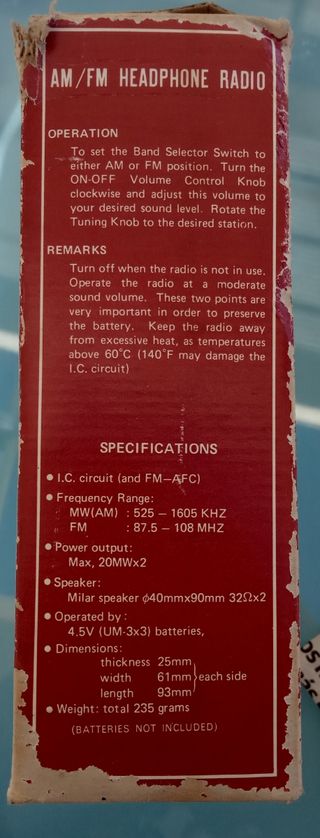 AM/FM HEADPHONE RADIO
OPERATION
To set the Band Selector Switch to
either AM or FM position. Turn the
ON-OFF Volume Control Knob
clockwise and adjust this volume to
your desired sound level. Rotate the
Tuning Knob to the desired station.
REMARKS
Turn off when the radio is not in use.
Operate the radio at a moderate
sound volume. These two points are
very important in order to preserve
the battery. Keep the radio away
from excessive heat, as temperatures
above 60°C (140°F may damage the
I.C. circuit)
SPECIFICATIONS
● I.C. circuit (and FM–AFC)
● Frequency Range:
MW(AM) : 525 – 1605 KHZ
FM : 87.5 – 108 MHZ
● Power output:
Max, 20MWx2
● Speaker:
Milar speaker ϕ40mmx90mm 32Ωx2
● Operated by :
4.5V (UM-3x3) batteries,
● Dimensions:
thickness 25mm
width 61mm }each side
length 93mm
● Weight: total 235 grams
(BATTERIES NOT INCLUDED)